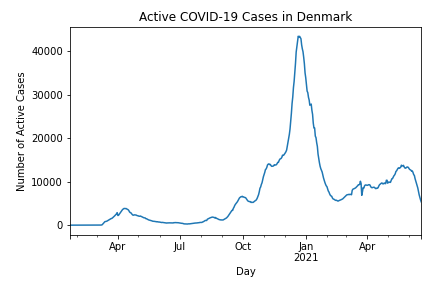 Active COVID-19 Cases in Denmark
Number of Active Cases
40000
30000
20000
10000
0
Apr
Jul
Oct
Jan
2021
Apr
Day